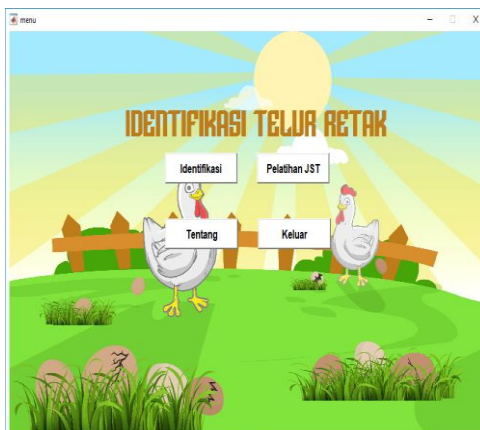 menu
IDENTIFIKASI TELUR RETAK
Identifikasi
Pelatihan JST
Tentang
Keluar